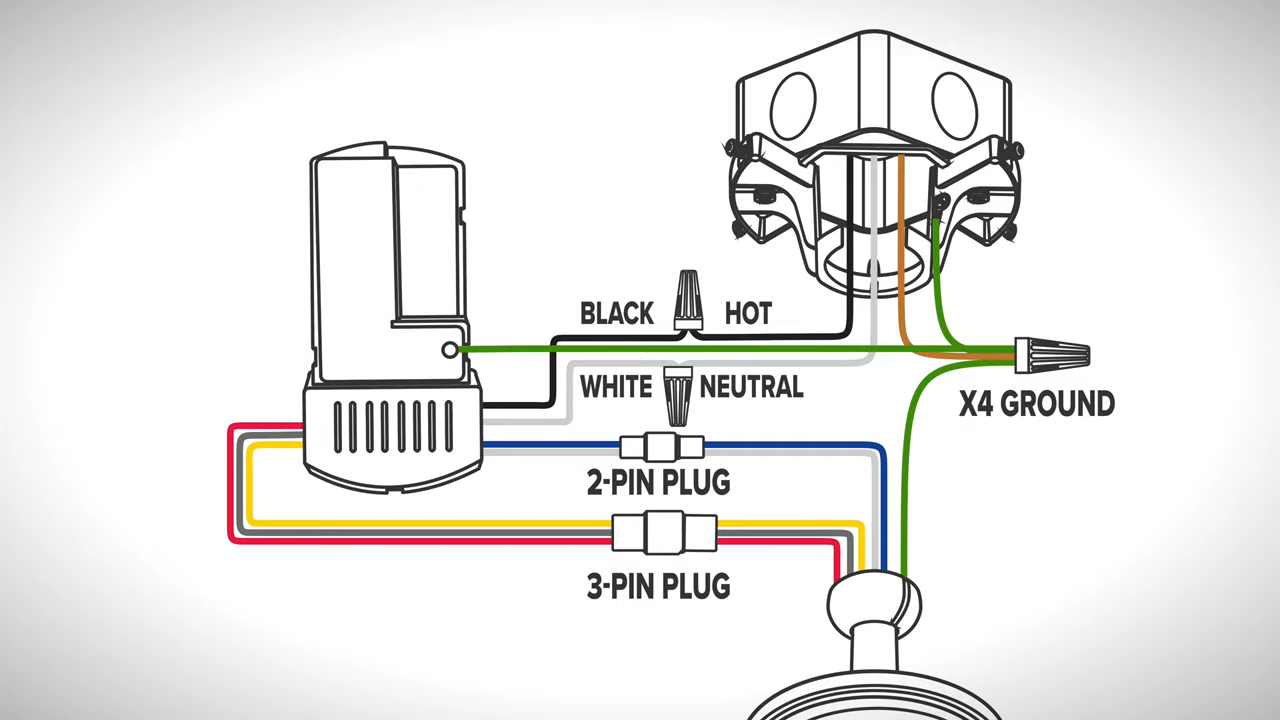 BLACK HOT
WHITE NEUTRAL
X4 GROUND
2-PIN PLUG
3-PIN PLUG